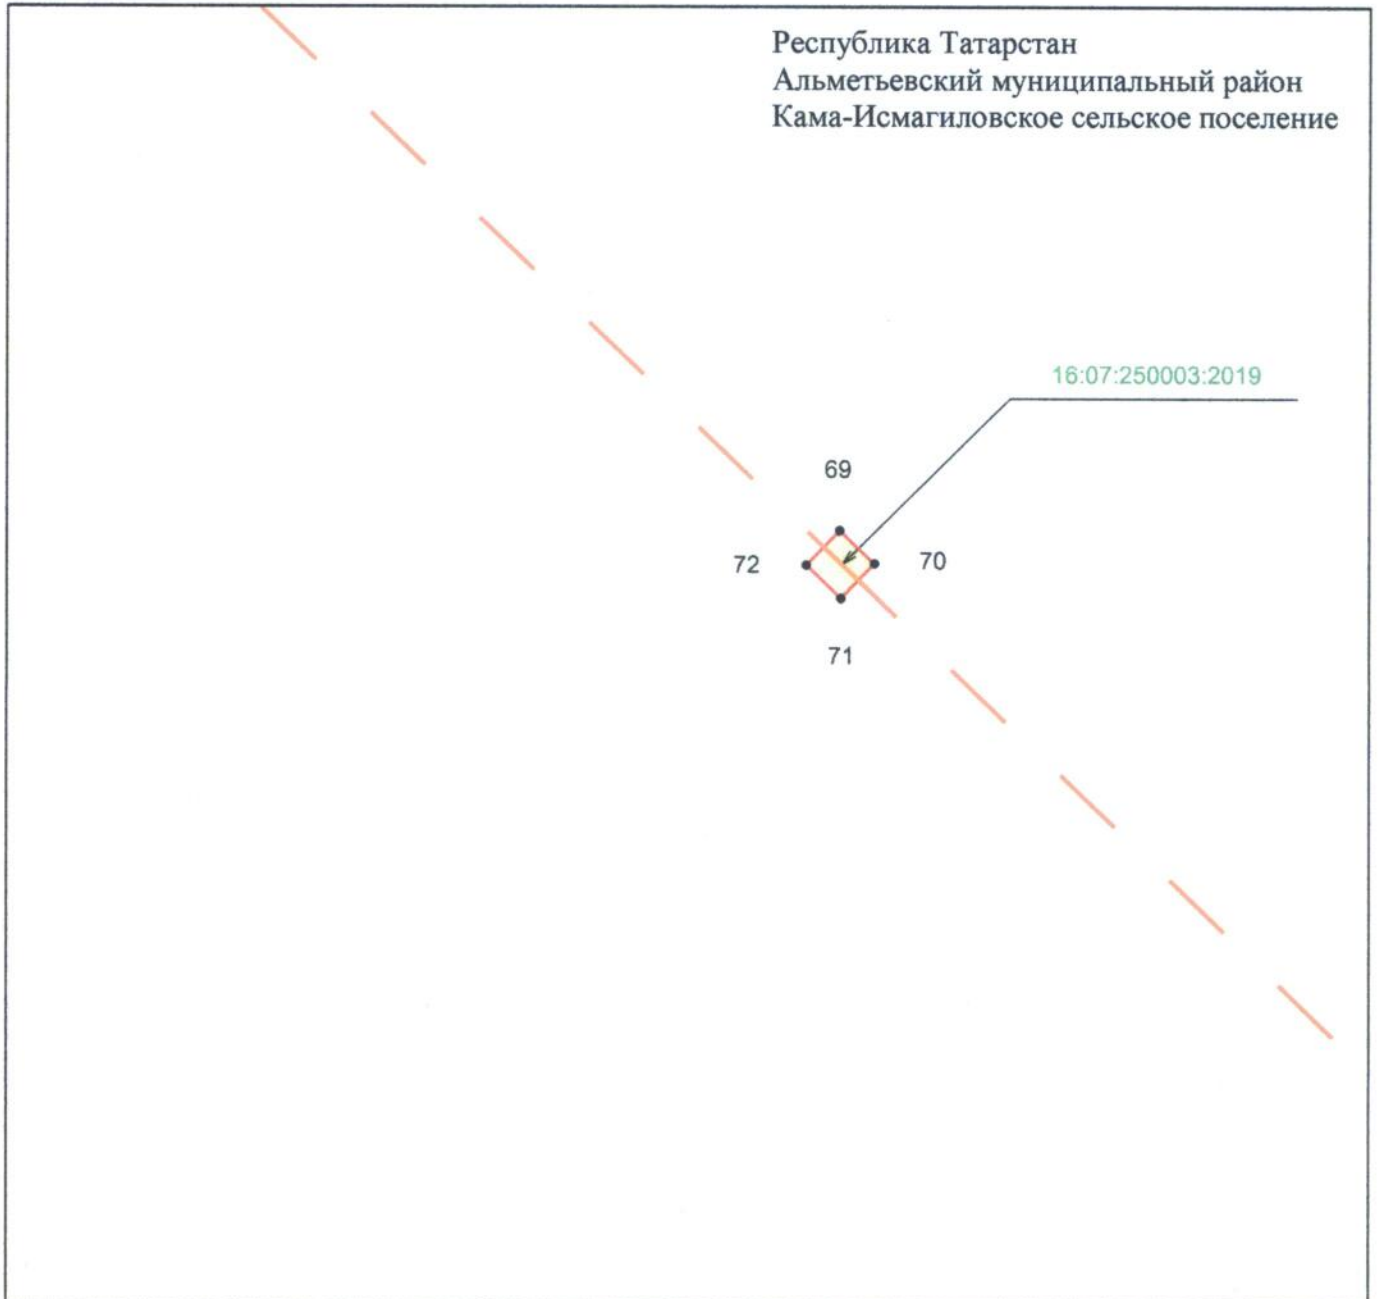 Республика Татарстан
Альметьевский муниципальный район
Кама-Исмагиловское сельское поселение
16:07:250003:2019
69
72
70
71